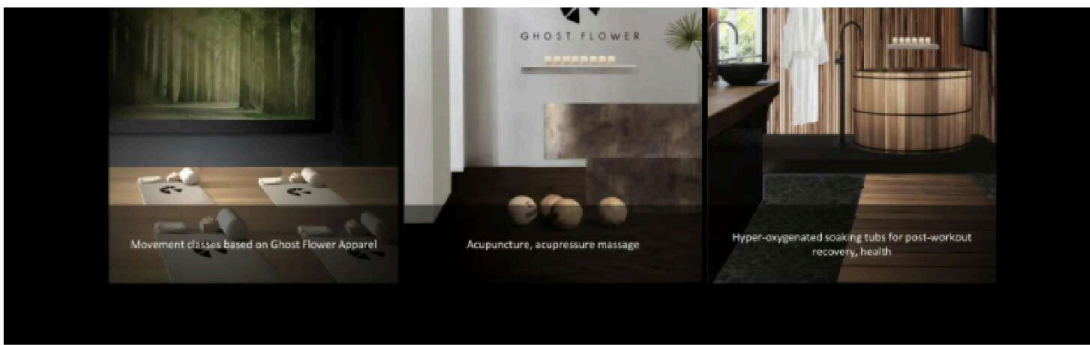 GHOST FLOWER
Movement classes based on Ghost Flower Apparel
Acupuncture, acupressure massage
Hyper-oxygenated soaking tubs for post-workout
recovery, health